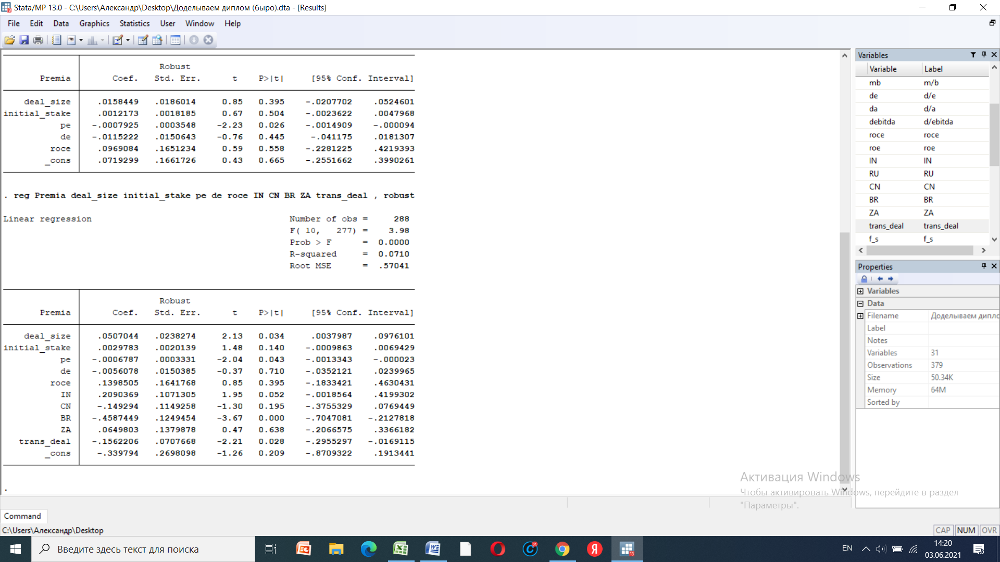 Stata/MP 13.0 - C:\Users\Александр\Desktop\Доделываем диплом (быро).dta - [Results]
File Edit Data Graphics Statistics User Window Help
Robust
Premia Coef. Std. Err. t P>|t| [95% Conf. Interval]
deal_size .0158449 .0186014 0.85 0.395 -.0207702 .0524601
initial_stake .0012173 .0018185 0.67 0.504 -.0023622 .0047968
pe -.0007925 .0003548 -2.23 0.026 -.0014909 -.000094
de -.0115222 .0150643 -0.76 0.445 -.041175 .0181307
roce .0969084 .1651234 0.59 0.558 -.2281225 .4219393
_cons .0719299 .1661726 0.43 0.665 -.2551662 .3990261
. reg Premia deal_size initial_stake pe de roce IN CN BR ZA trans_deal , robust
Linear regression Number of obs = 288
F( 10, 277) = 3.98
Prob > F = 0.0000
R-squared = 0.0710
Root MSE = .57041
Robust
Premia Coef. Std. Err. t P>|t| [95% Conf. Interval]
deal_size .0507044 .0238274 2.13 0.034 .0037987 .0976101
initial_stake .0029783 .0020139 1.48 0.140 -.0009863 .0069429
pe -.0006787 .0003331 -2.04 0.043 -.0013343 -.000023
de -.0056078 .0150385 -0.37 0.710 -.0352121 .0239965
roce .1398505 .1641768 0.85 0.395 -.1833421 .4630431
IN .2090369 .1071305 1.95 0.052 -.0018564 .4199302
CN -.149294 .1149258 -1.30 0.195 -.3755329 .0769449
BR -.4587449 .1249454 -3.67 0.000 -.7047081 -.2127818
ZA .0649803 .1379878 0.47 0.638 -.2066575 .3366182
trans_deal -.1562206 .0707668 -2.21 0.028 -.2955297 -.0169115
_cons -.339794 .2698098 -1.26 0.209 -.8709322 .1913441
.
Variables
Variable Label
mb m/b
de d/e
da d/a
debitda d/ebitda
roce roce
roe roe
IN IN
RU RU
CN CN
BR BR
ZA ZA
trans_deal trans_deal
f_s f_s
Properties
Variables
Data
Filename Доделываем дипло
Label
Notes
Variables 31
Observations 379
Size 50.34K
Memory 64M
Sorted by
Активация Windows
Чтобы активировать Windows, перейдите в раздел
"Параметры".
Command
C:\Users\Александр\Desktop
CAP NUM OVR
Введите здесь текст для поиска
EN
14:20
03.06.2021